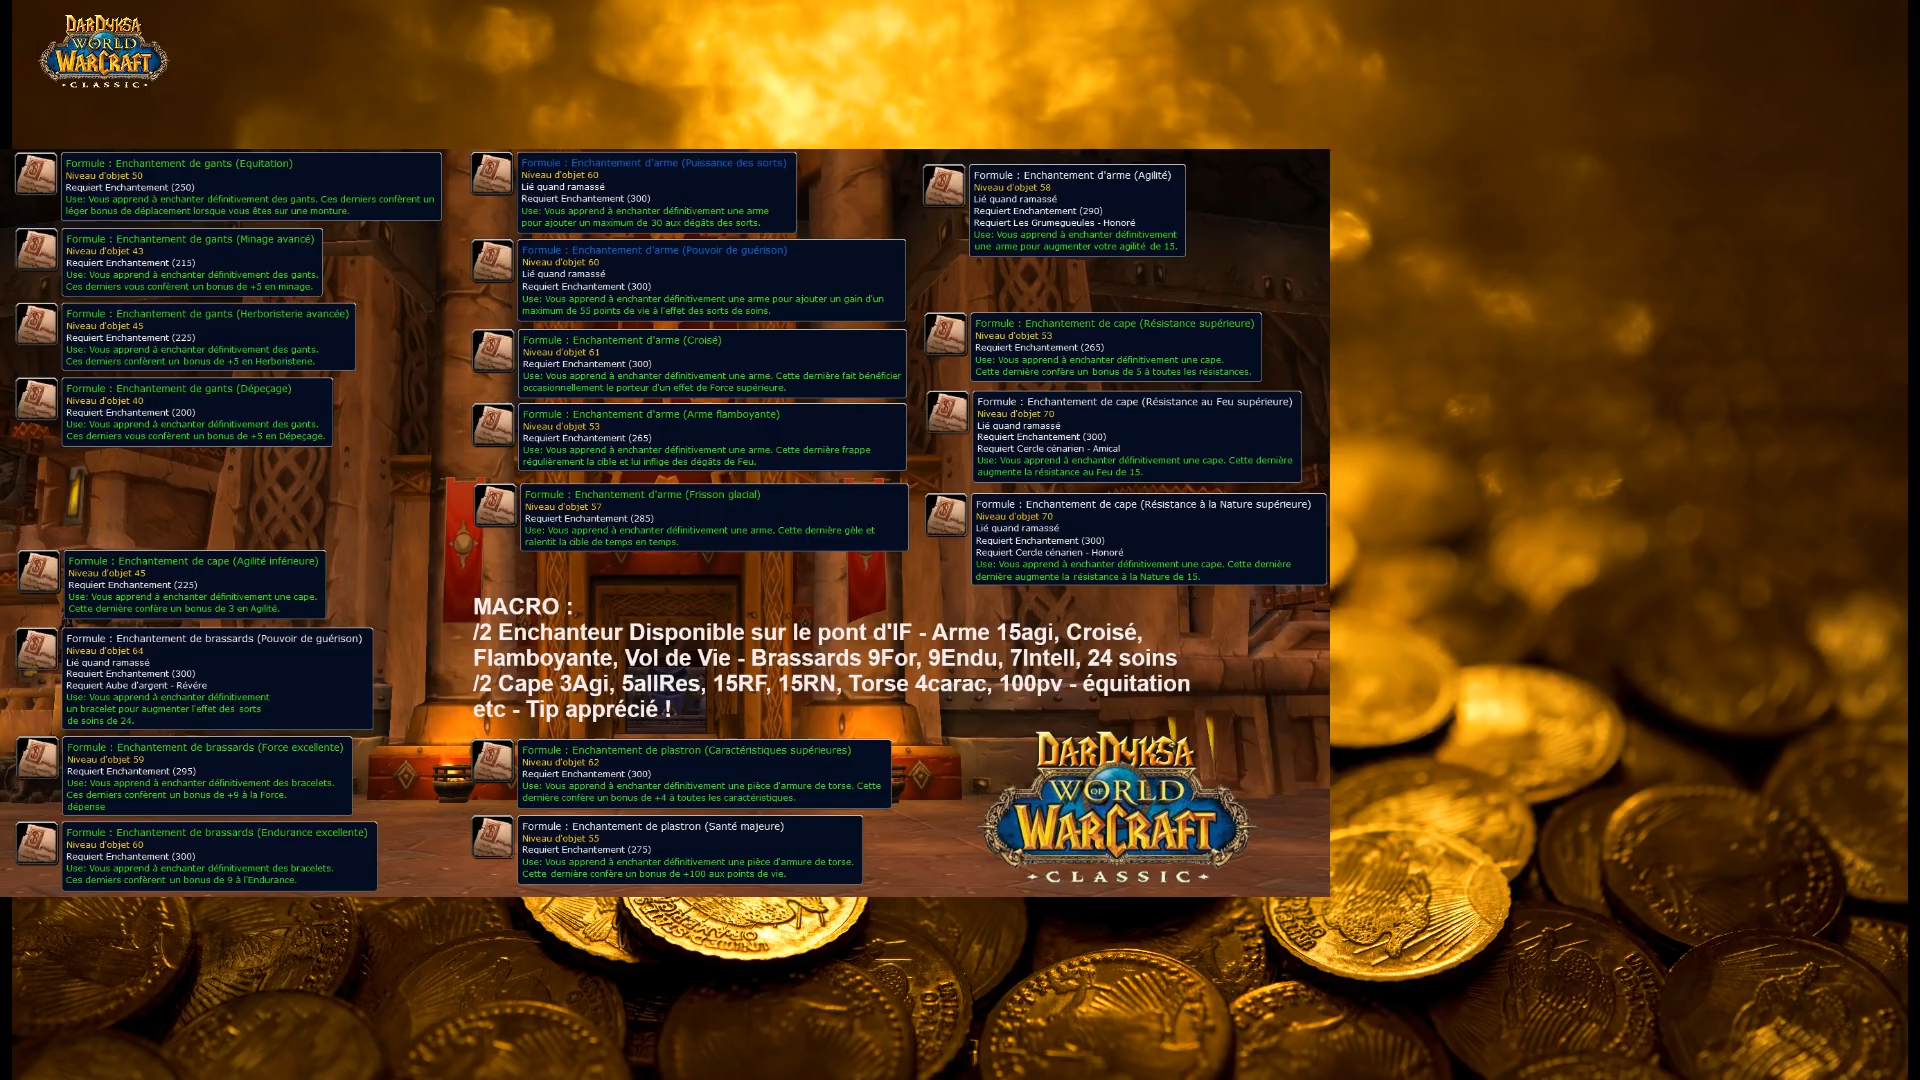 DARDYKSA
WORLD
OF
WARCRAFT
CLASSIC
Formule : Enchantement de gants (Equitation)
Niveau d'objet 50
Requiert Enchantement (250)
Use: Vous apprend à enchanter définitivement des gants. Ces derniers confèrent un
léger bonus de déplacement lorsque vous êtes sur une monture.
Formule : Enchantement de gants (Minage avancé)
Niveau d'objet 43
Requiert Enchantement (215)
Use: Vous apprend à enchanter définitivement des gants.
Ces derniers vous confèrent un bonus de +5 en minage.
Formule : Enchantement de gants (Herboristerie avancée)
Niveau d'objet 45
Requiert Enchantement (225)
Use: Vous apprend à enchanter définitivement des gants.
Ces derniers confèrent un bonus de +5 en Herboristerie.
Formule : Enchantement de gants (Dépeçage)
Niveau d'objet 40
Requiert Enchantement (200)
Use: Vous apprend à enchanter définitivement des gants.
Ces derniers vous confèrent un bonus de +5 en Dépeçage.
Formule : Enchantement de cape (Agilité inférieure)
Niveau d'objet 45
Requiert Enchantement (225)
Use: Vous apprend à enchanter définitivement une cape.
Cette dernière confère un bonus de 3 en Agilité.
Formule : Enchantement de brassards (Pouvoir de guérison)
Niveau d'objet 64
Lié quand ramassé
Requiert Enchantement (300)
Requiert Aube d'argent - Révére
Use: Vous apprend à enchanter définitivement
un bracelet pour augmenter l'effet des sorts
de soins de 24.
Formule : Enchantement de brassards (Force excellente)
Niveau d'objet 59
Requiert Enchantement (295)
Use: Vous apprend à enchanter définitivement des bracelets.
Ces derniers confèrent un bonus de +9 à la Force.
dépense
Formule : Enchantement de brassards (Endurance excellente)
Niveau d'objet 60
Requiert Enchantement (300)
Use: Vous apprend à enchanter définitivement des bracelets.
Ces derniers confèrent un bonus de 9 à l'Endurance.
Formule : Enchantement d'arme (Puissance des sorts)
Niveau d'objet 60
Lié quand ramassé
Requiert Enchantement (300)
Use: Vous apprend à enchanter définitivement une arme
pour ajouter un maximum de 30 aux dégâts des sorts.
Formule : Enchantement d'arme (Pouvoir de guérison)
Niveau d'objet 60
Lié quand ramassé
Requiert Enchantement (300)
Use: Vous apprend à enchanter définitivement une arme pour ajouter un gain d'un
maximum de 55 points de vie à l'effet des sorts de soins.
Formule : Enchantement d'arme (Croisé)
Niveau d'objet 61
Requiert Enchantement (300)
Use: Vous apprend à enchanter définitivement une arme. Cette dernière fait bénéficier
occasionnellement le porteur d'un effet de Force supérieure.
Formule : Enchantement d'arme (Arme flamboyante)
Niveau d'objet 53
Requiert Enchantement (265)
Use: Vous apprend à enchanter définitivement une arme. Cette dernière frappe
régulièrement la cible et lui inflige des dégâts de Feu.
Formule : Enchantement d'arme (Frisson glacial)
Niveau d'objet 57
Requiert Enchantement (285)
Use: Vous apprend à enchanter définitivement une arme. Cette dernière gèle et
ralentit la cible de temps en temps.
MACRO :
/2 Enchanteur Disponible sur le pont d'IF - Arme 15agi, Croisé,
Flamboyante, Vol de Vie - Brassards 9For, 9Endu, 7Intell, 24 soins
/2 Cape 3Agi, 5allRes, 15RF, 15RN, Torse 4carac, 100pv - équitation
etc - Tip apprécié !
Formule : Enchantement de plastron (Caractéristiques supérieures)
Niveau d'objet 62
Requiert Enchantement (300)
Use: Vous apprend à enchanter définitivement une pièce d'armure de torse. Cette
dernière confère un bonus de +4 à toutes les caractéristiques.
Formule : Enchantement de plastron (Santé majeure)
Niveau d'objet 55
Requiert Enchantement (275)
Use: Vous apprend à enchanter définitivement une pièce d'armure de torse.
Cette dernière confère un bonus de +100 aux points de vie.
Formule : Enchantement d'arme (Agilité)
Niveau d'objet 58
Lié quand ramassé
Requiert Enchantement (290)
Requiert Les Grumegueules - Honoré
Use: Vous apprend à enchanter définitivement
une arme pour augmenter votre agilité de 15.
Formule : Enchantement de cape (Résistance supérieure)
Niveau d'objet 53
Requiert Enchantement (265)
Use: Vous apprend à enchanter définitivement une cape.
Cette dernière confère un bonus de 5 à toutes les résistances.
Formule : Enchantement de cape (Résistance au Feu supérieure)
Niveau d'objet 70
Lié quand ramassé
Requiert Enchantement (300)
Requiert Cercle cénarien - Amical
Use: Vous apprend à enchanter définitivement une cape. Cette dernière
augmente la résistance au Feu de 15.
Formule : Enchantement de cape (Résistance à la Nature supérieure)
Niveau d'objet 70
Lié quand ramassé
Requiert Enchantement (300)
Requiert Cercle cénarien - Honoré
Use: Vous apprend à enchanter définitivement une cape. Cette dernière
dernière augmente la résistance à la Nature de 15.
DARDYKSA
WORLD
OF
WARCRAFT
CLASSIC